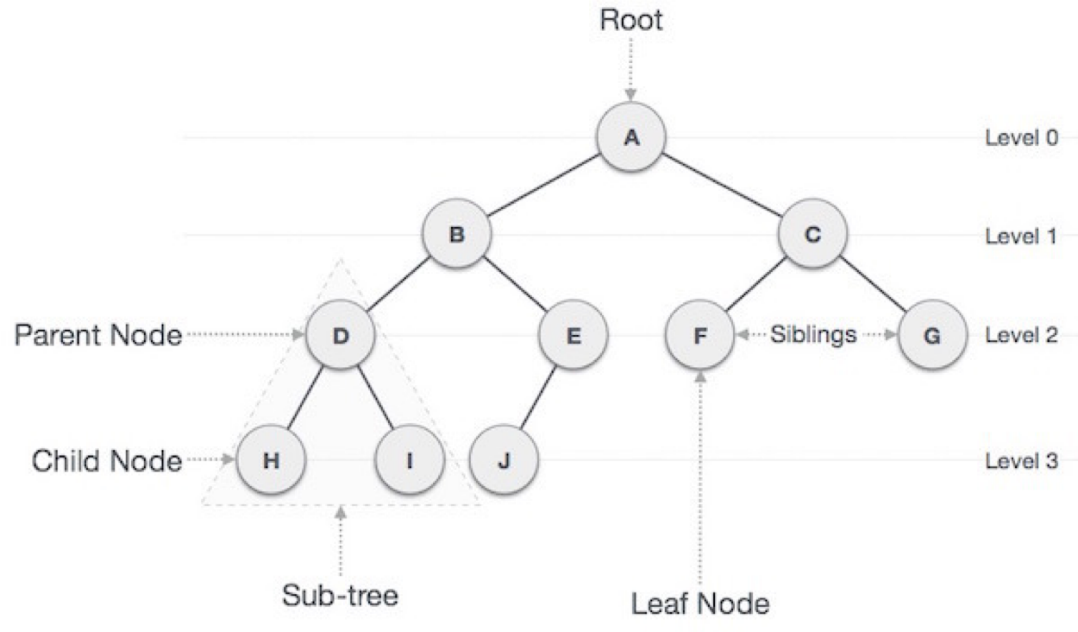 Root
A
Level 0
B
C
Level 1
Parent Node
D
E
F
Siblings
G
Level 2
Child Node
H
I
J
Level 3
Sub-tree
Leaf Node